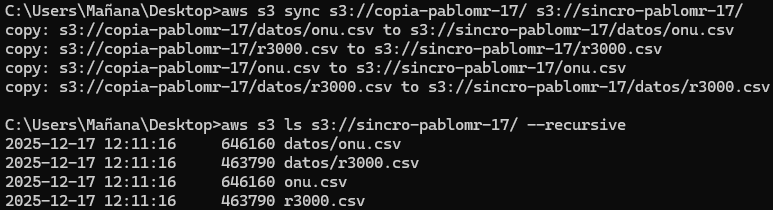 C:\Users\Mañana\Desktop>aws s3 sync s3://copia-pablomr-17/ s3://sincro-pablomr-17/
copy: s3://copia-pablomr-17/datos/onu.csv to s3://sincro-pablomr-17/datos/onu.csv
copy: s3://copia-pablomr-17/r3000.csv to s3://sincro-pablomr-17/r3000.csv
copy: s3://copia-pablomr-17/onu.csv to s3://sincro-pablomr-17/onu.csv
copy: s3://copia-pablomr-17/datos/r3000.csv to s3://sincro-pablomr-17/datos/r3000.csv
C:\Users\Mañana\Desktop>aws s3 ls s3://sincro-pablomr-17/ --recursive
2025-12-17 12:11:16     646160 datos/onu.csv
2025-12-17 12:11:16     463790 datos/r3000.csv
2025-12-17 12:11:16     646160 onu.csv
2025-12-17 12:11:16     463790 r3000.csv